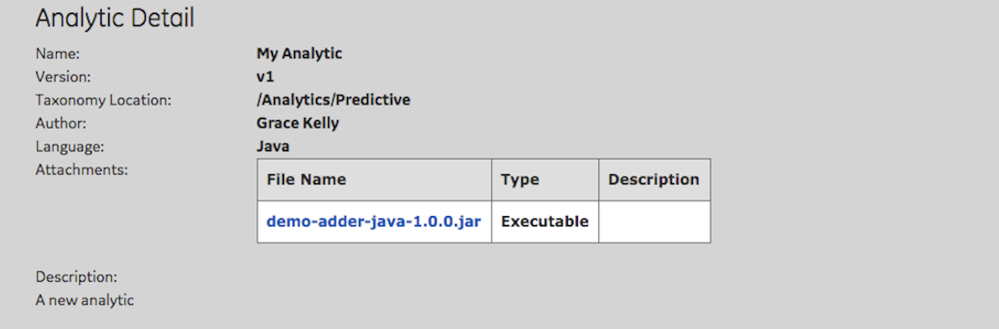 Analytic Detail
Name: My Analytic
Version: v1
Taxonomy Location: /Analytics/Predictive
Author: Grace Kelly
Language: Java
Attachments:
File Name Type Description
demo-adder-java-1.0.0.jar Executable
Description:
A new analytic